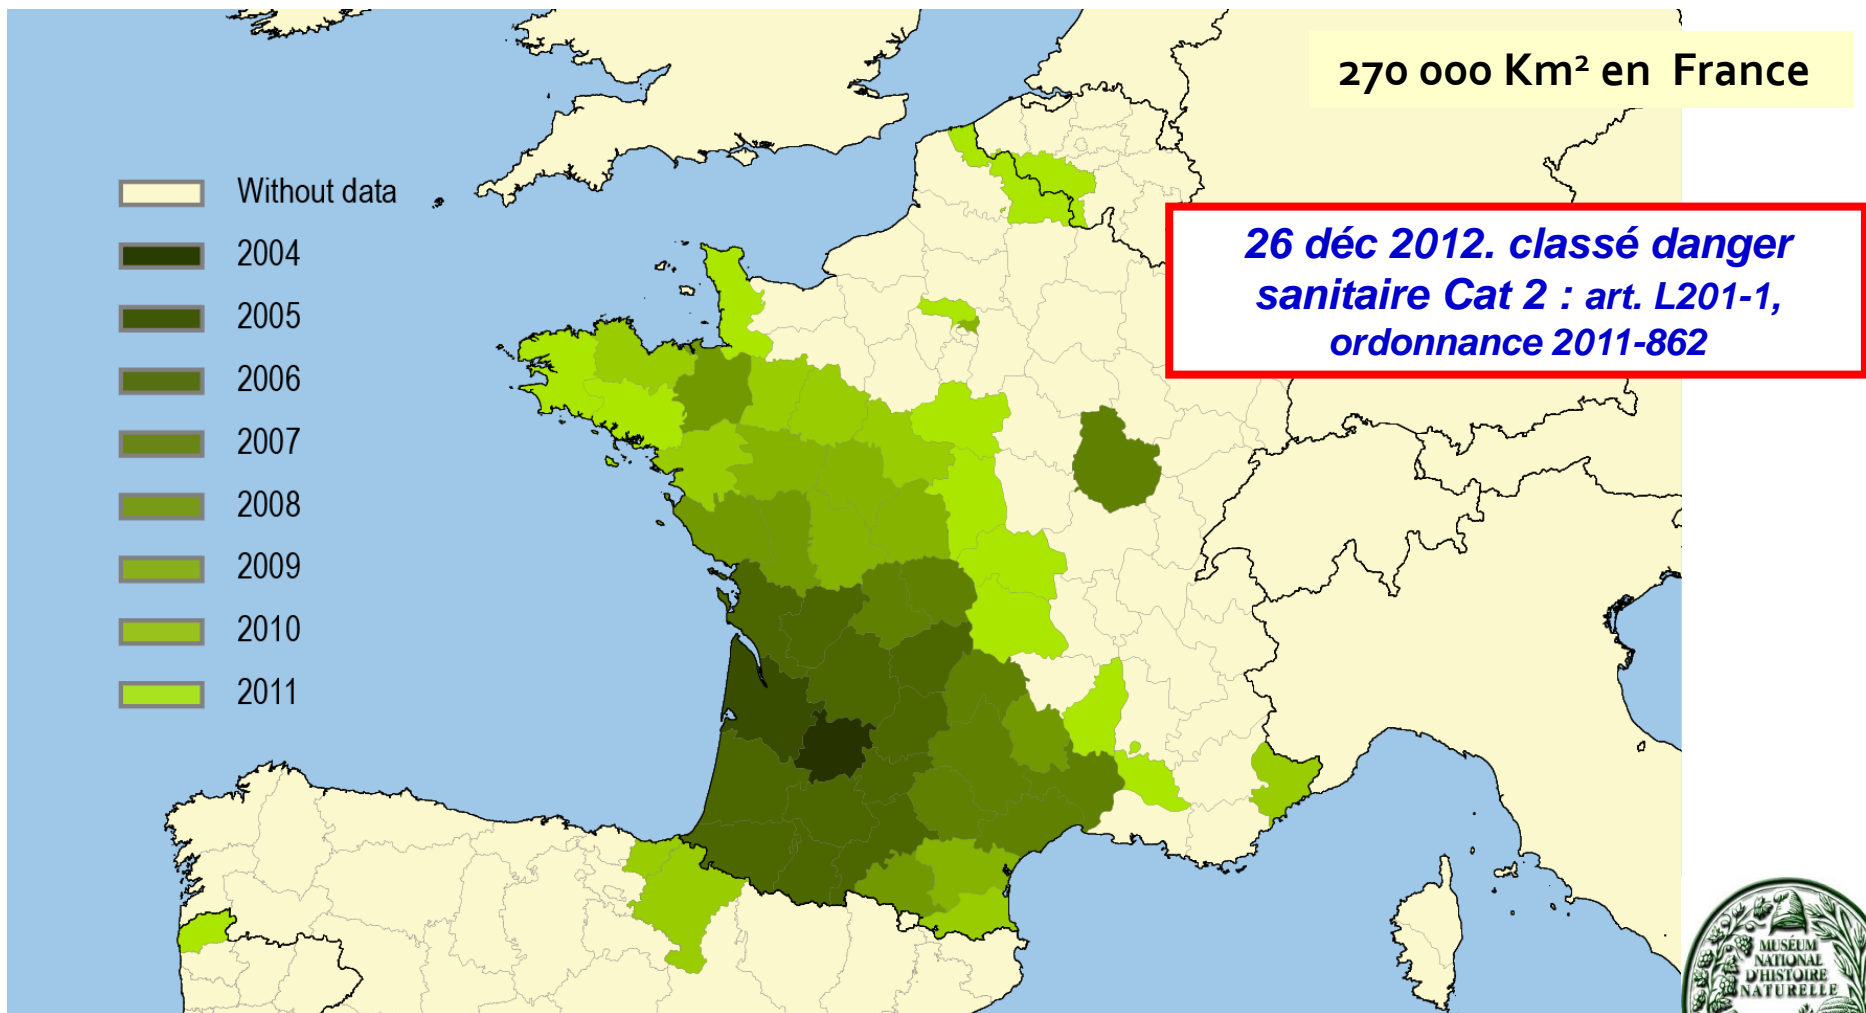 270 000 Km² en France
Without data
2004
2005
2006
2007
2008
2009
2010
2011
26 déc 2012. classé danger
sanitaire Cat 2 : art. L201-1,
ordonnance 2011-862
MUSÉUM
NATIONAL
D'HISTOIRE
NATURELLE